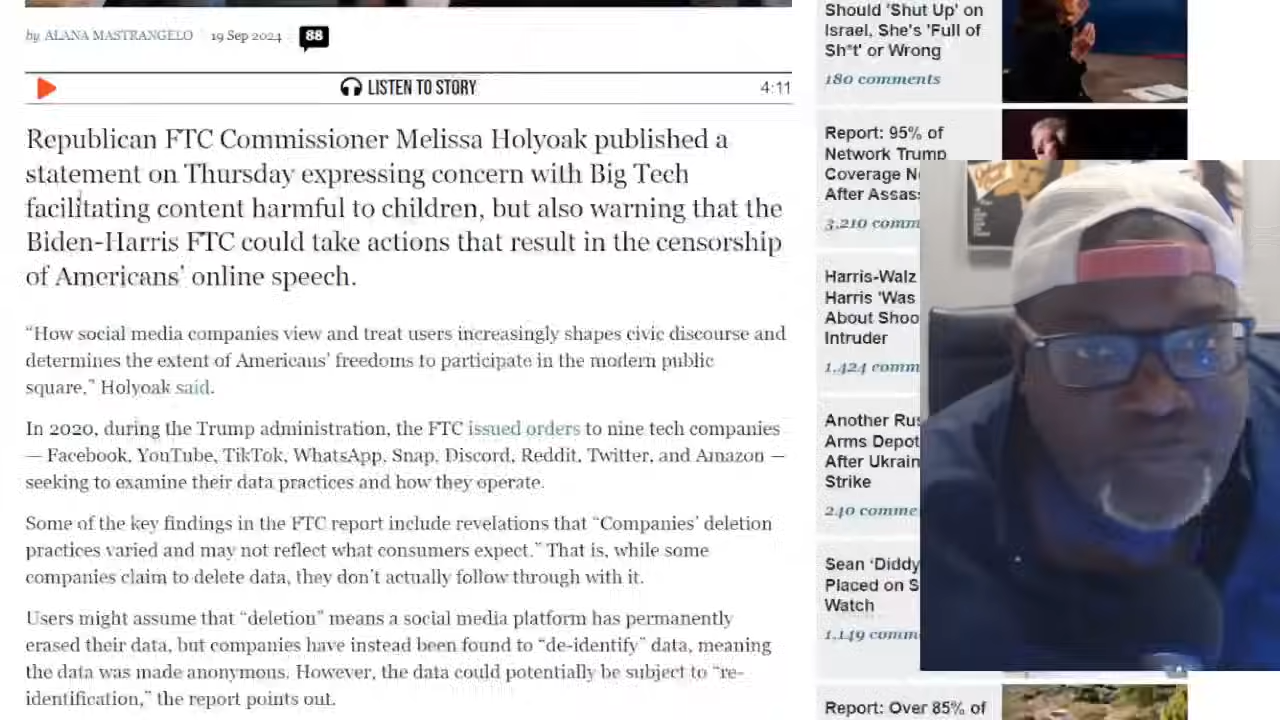 by ALANA MASTRANGELO 19 Sep 2024 88
LISTEN TO STORY 4:11
Republican FTC Commissioner Melissa Holyoak published a
statement on Thursday expressing concern with Big Tech
facilitating content harmful to children, but also warning that the
Biden-Harris FTC could take actions that result in the censorship
of Americans’ online speech.
“How social media companies view and treat users increasingly shapes civic discourse and
determines the extent of Americans’ freedoms to participate in the modern public
square,” Holyoak said.
In 2020, during the Trump administration, the FTC issued orders to nine tech companies
— Facebook, YouTube, TikTok, WhatsApp, Snap, Discord, Reddit, Twitter, and Amazon —
seeking to examine their data practices and how they operate.
Some of the key findings in the FTC report include revelations that “Companies’ deletion
practices varied and may not reflect what consumers expect.” That is, while some
companies claim to delete data, they don’t actually follow through with it.
Users might assume that “deletion” means a social media platform has permanently
erased their data, but companies have instead been found to “de-identify” data, meaning
the data was made anonymous. However, the data could potentially be subject to “re-
identification,” the report points out.
Should 'Shut Up' on
Israel, She's 'Full of
Sh*t' or Wrong
180 comments
Report: 95% of
Network Trump
Coverage
After
3,210
Harris-Walz
Harris 'Was
About
Intruder
1,424
Another
Arms Depot
After
Strike
240
Sean ‘Diddy
Placed on
Watch
1,149
Report: Over 85% of